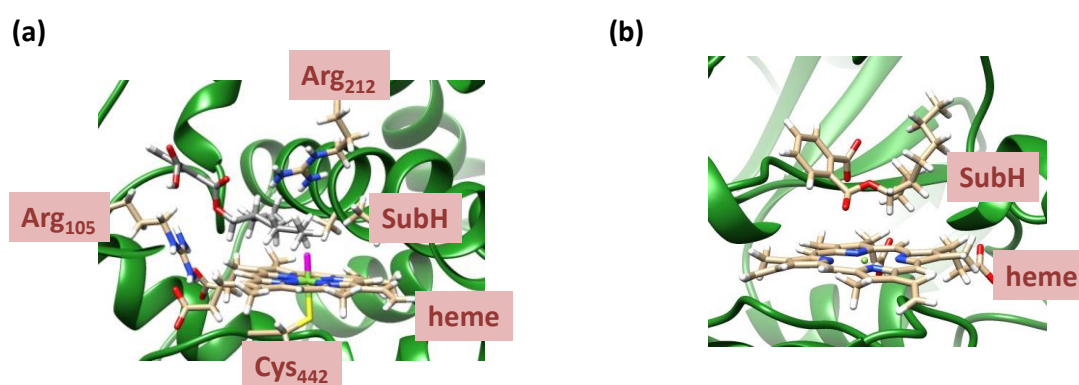 (a)
Arg₂₁₂
Arg₁₀₅
SubH
heme
Cys₄₄₂
(b)
SubH
heme